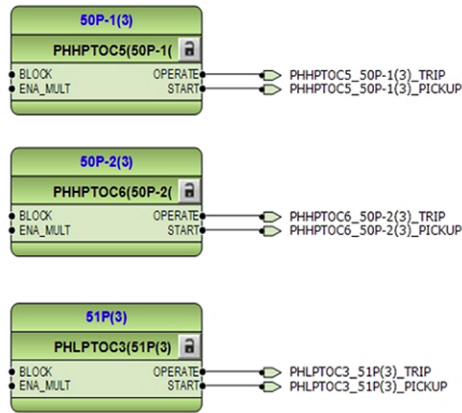 50P-1(3)
PHHPTOC5(50P-1(
BLOCK OPERATE PHHPTOC5_50P-1(3)_TRIP
ENA_MULT START PHHPTOC5_50P-1(3)_PICKUP
50P-2(3)
PHHPTOC6(50P-2(
BLOCK OPERATE PHHPTOC6_50P-2(3)_TRIP
ENA_MULT START PHHPTOC6_50P-2(3)_PICKUP
51P(3)
PHLPTOC3(51P(3)
BLOCK OPERATE PHLPTOC3_51P(3)_TRIP
ENA_MULT START PHLPTOC3_51P(3)_PICKUP